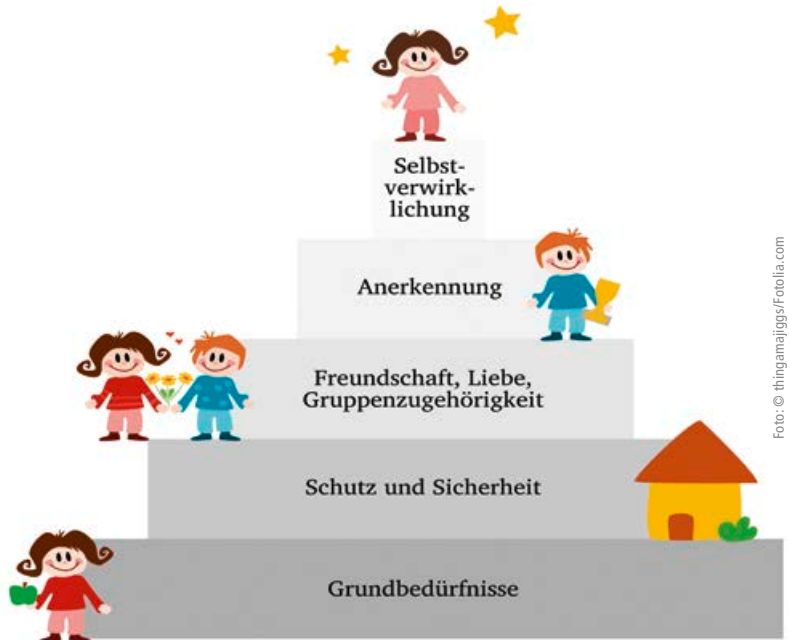 Selbst-
verwirk-
lichung
Anerkennung
Freundschaft, Liebe,
Gruppenzugehörigkeit
Schutz und Sicherheit
Grundbedürfnisse
Foto: © thingamajiggs/Fotolia.com